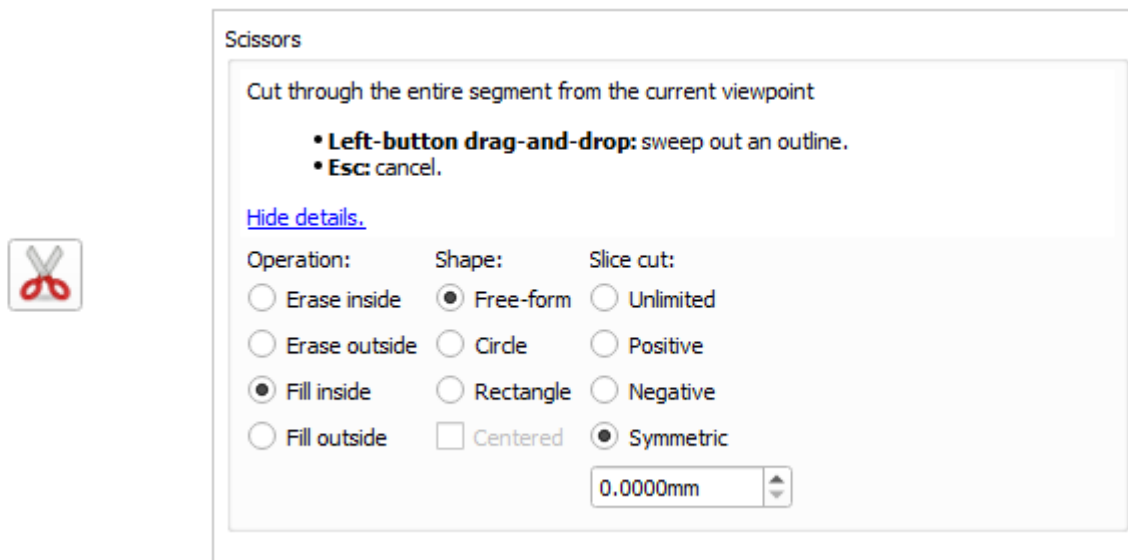 Scissors
Cut through the entire segment from the current viewpoint
• Left-button drag-and-drop: sweep out an outline.
• Esc: cancel.
Hide details.
Operation: Shape: Slice cut:
Erase inside Free-form Unlimited
Erase outside Circle Positive
Fill inside Rectangle Negative
Fill outside Centered Symmetric
0.0000mm